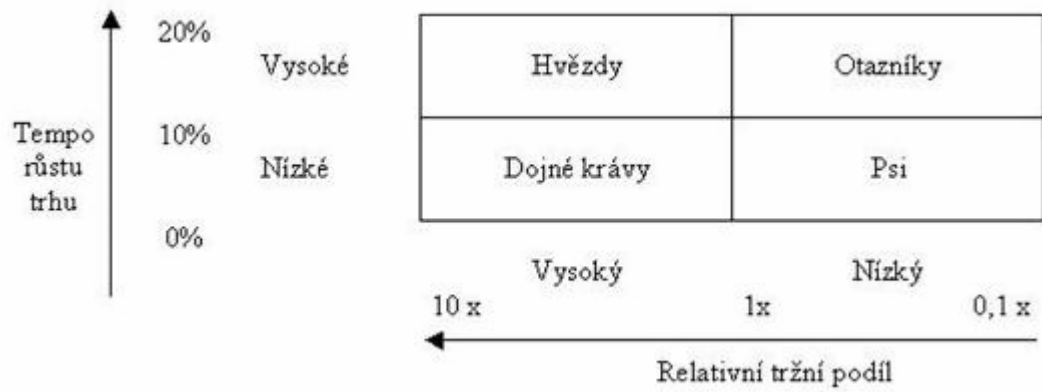 20%
Vysoké
Hvězdy
Otazníky
Tempo
růstu
trhu
10%
Nízké
Dojné krávy
Psi
0%
Vysoký
Nízký
10 x
1x
0,1 x
Relativní tržní podíl